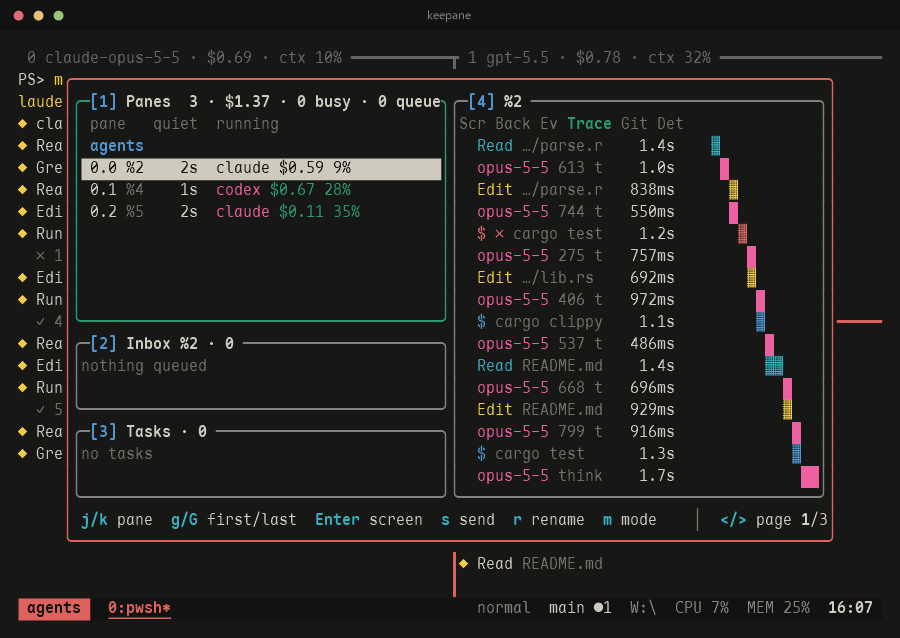 keepane
0 claude-opus-5-5 · $0.69 · ctx 10%
1 gpt-5.5 · $0.78 · ctx 32%
PS> m
laude
◆ cla
◆ Rea
◆ Gre
◆ Rea
◆ Edi
◆ Run
× 1
◆ Edi
◆ Run
✓ 4
◆ Rea
◆ Edi
◆ Run
✓ 5
◆ Rea
◆ Gre
[1] Panes 3 · $1.37 · 0 busy · 0 queue
pane quiet running
agents
0.0 %2 2s claude $0.59 9%
0.1 %4 1s codex $0.67 28%
0.2 %5 2s claude $0.11 35%
[2] Inbox %2 · 0
nothing queued
[3] Tasks · 0
no tasks
[4] %2
Scr Back Ev Trace Git Det
Read …/parse.r 1.4s
opus-5-5 613 t 1.0s
Edit …/parse.r 838ms
opus-5-5 744 t 550ms
$ × cargo test 1.2s
opus-5-5 275 t 757ms
Edit …/lib.rs 692ms
opus-5-5 406 t 972ms
$ cargo clippy 1.1s
opus-5-5 537 t 486ms
Read README.md 1.4s
opus-5-5 668 t 696ms
Edit README.md 929ms
opus-5-5 799 t 916ms
$ cargo test 1.3s
opus-5-5 think 1.7s
j/k pane g/G first/last Enter screen s send r rename m mode │ </> page 1/3
◆ Read README.md
agents 0:pwsh* normal main ●1 W:\ CPU 7% MEM 25% 16:07